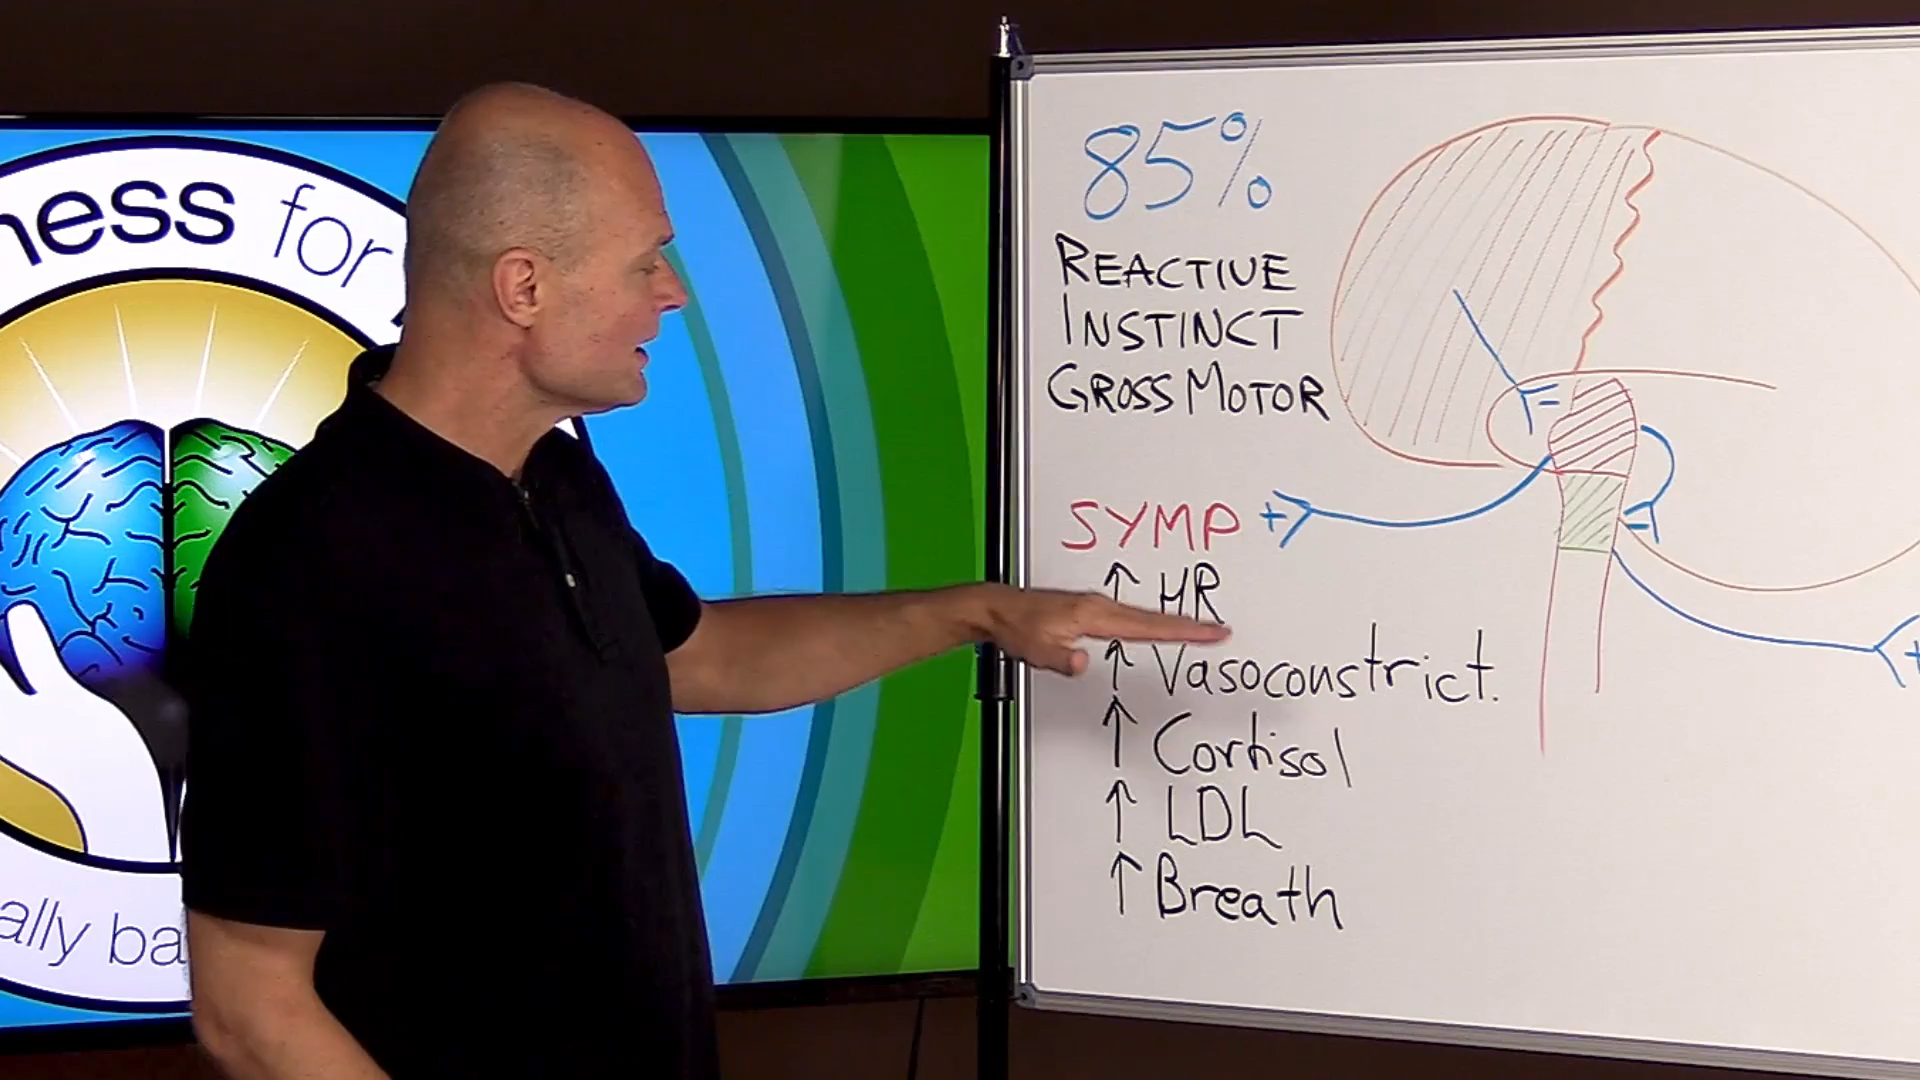 ness for
ally ba
85%
REACTIVE
INSTINCT
GROSS MOTOR
SYMP +
↑ HR
↑ Vasoconstrict.
↑ Cortisol
↑ LDL
↑ Breath
=
=
+